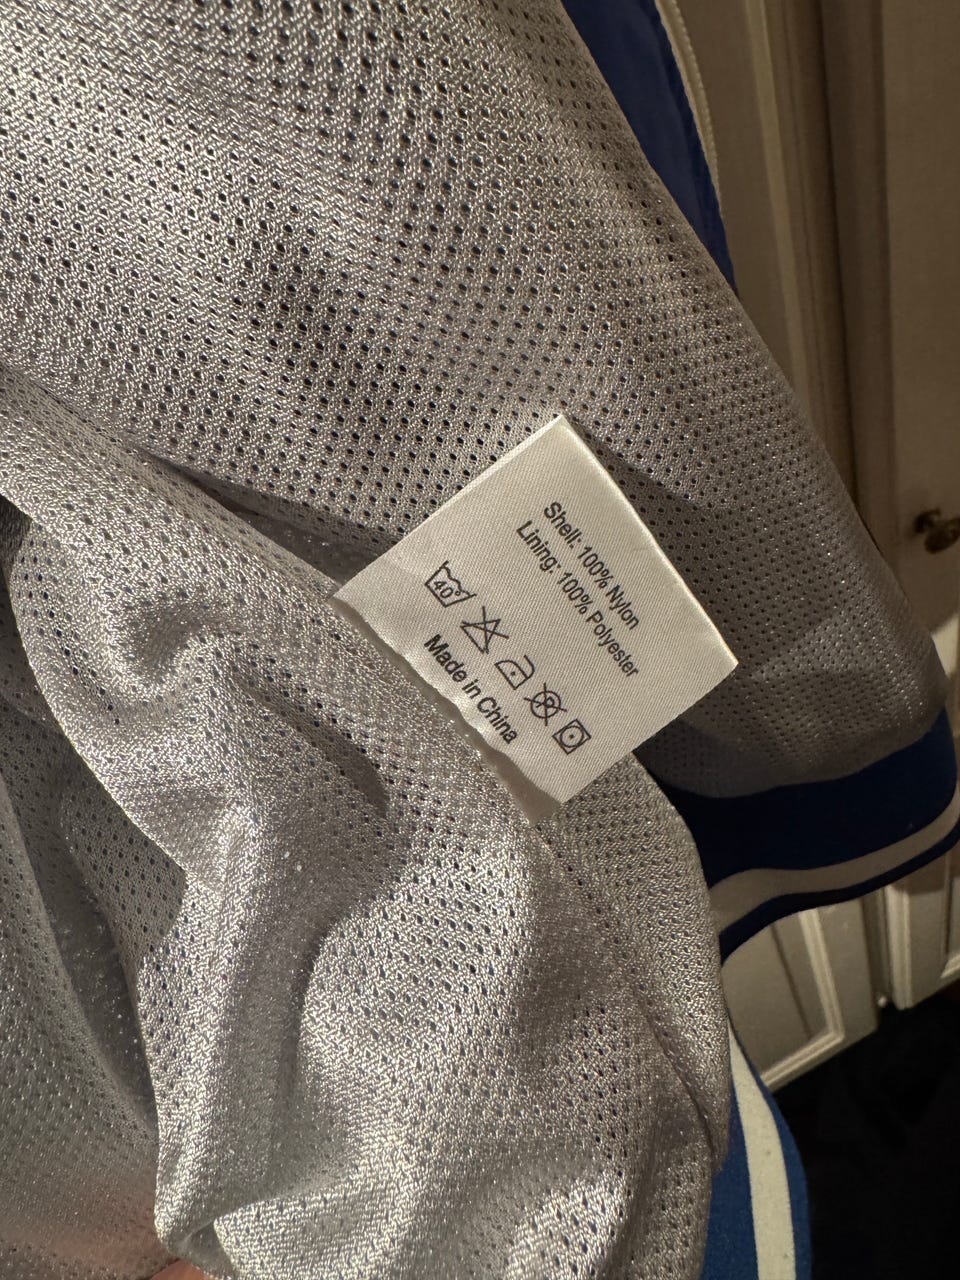 Shell: 100% Nylon
Lining: 100% Polyester
40°
P
Made in China